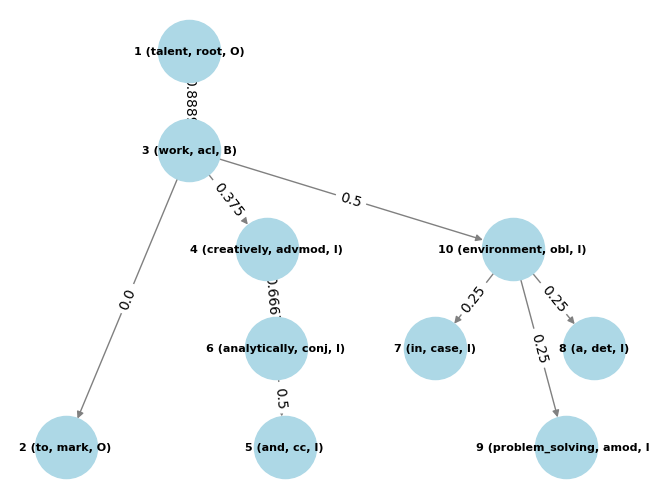 1 (talent, root, O)
0.8889
3 (work, acl, B)
0.375
0.5
4 (creatively, advmod, I)
10 (environment, obl, I)
0.0
0.666
0.25
0.25
6 (analytically, conj, I)
7 (in, case, I)
0.25
8 (a, det, I)
0.5
2 (to, mark, O)
5 (and, cc, I)
9 (problem_solving, amod, I